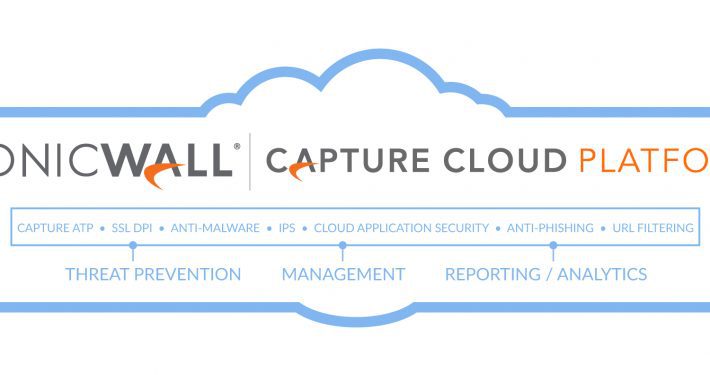 ONICWALL® | CAPTURE CLOUD PLATFO
CAPTURE ATP • SSL DPI • ANTI-MALWARE • IPS • CLOUD APPLICATION SECURITY • ANTI-PHISHING • URL FILTERING
THREAT PREVENTION MANAGEMENT REPORTING / ANALYTICS